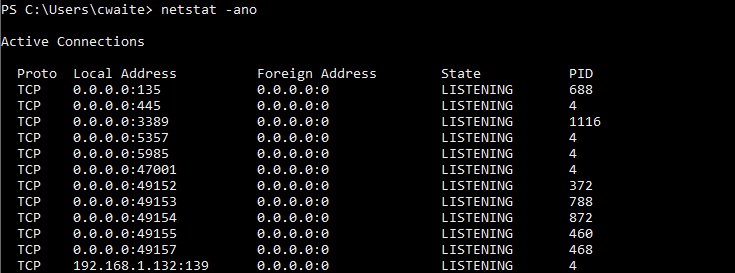 PS C:\Users\cwaite> netstat -ano
Active Connections
Proto  Local Address          Foreign Address        State           PID
TCP    0.0.0.0:135            0.0.0.0:0              LISTENING       688
TCP    0.0.0.0:445            0.0.0.0:0              LISTENING       4
TCP    0.0.0.0:3389           0.0.0.0:0              LISTENING       1116
TCP    0.0.0.0:5357           0.0.0.0:0              LISTENING       4
TCP    0.0.0.0:5985           0.0.0.0:0              LISTENING       4
TCP    0.0.0.0:47001          0.0.0.0:0              LISTENING       4
TCP    0.0.0.0:49152          0.0.0.0:0              LISTENING       372
TCP    0.0.0.0:49153          0.0.0.0:0              LISTENING       788
TCP    0.0.0.0:49154          0.0.0.0:0              LISTENING       872
TCP    0.0.0.0:49155          0.0.0.0:0              LISTENING       460
TCP    0.0.0.0:49157          0.0.0.0:0              LISTENING       468
TCP    192.168.1.132:139      0.0.0.0:0              LISTENING       4